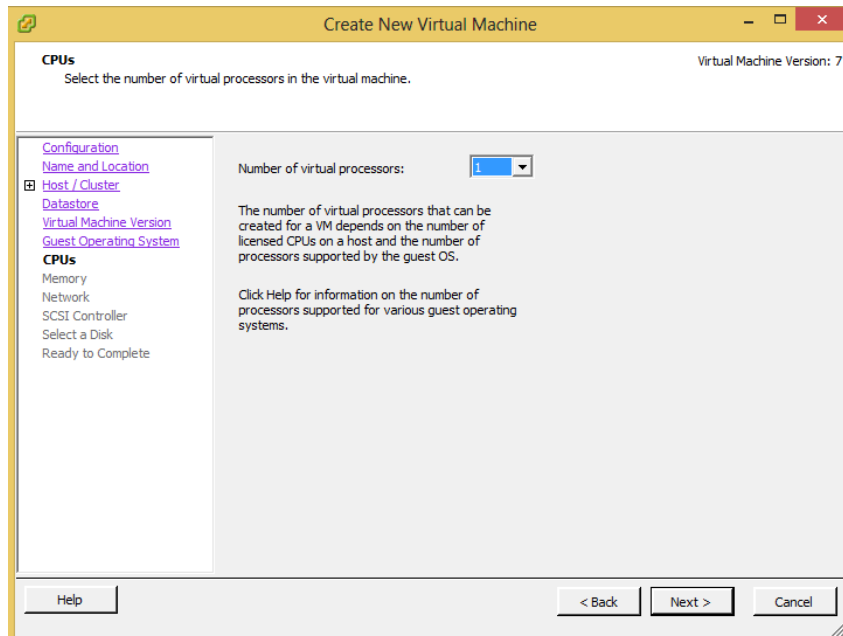 Create New Virtual Machine
CPUs
Select the number of virtual processors in the virtual machine.
Virtual Machine Version: 7
Configuration
Name and Location
Host / Cluster
Datastore
Virtual Machine Version
Guest Operating System
CPUs
Memory
Network
SCSI Controller
Select a Disk
Ready to Complete
Number of virtual processors:
1
The number of virtual processors that can be
created for a VM depends on the number of
licensed CPUs on a host and the number of
processors supported by the guest OS.
Click Help for information on the number of
processors supported for various guest operating
systems.
Help
< Back
Next >
Cancel